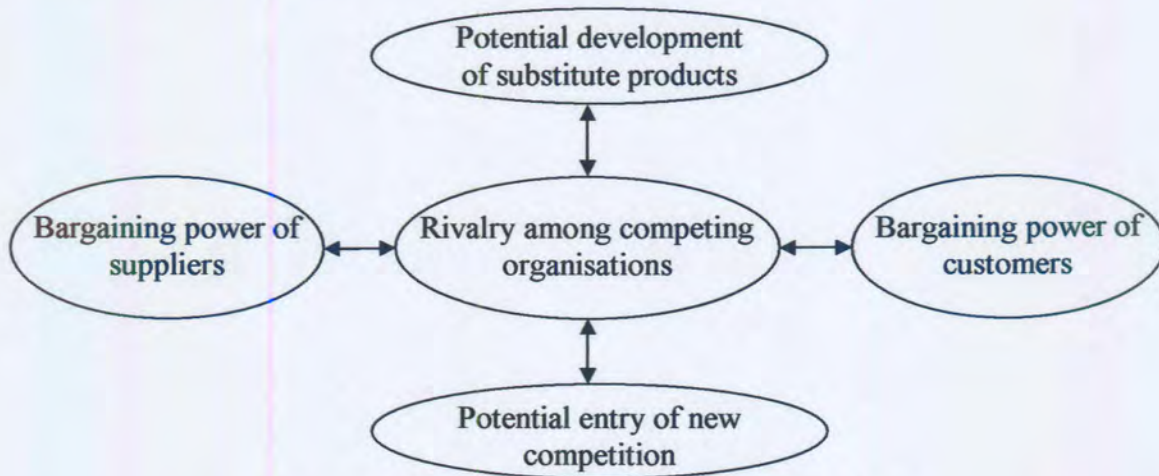 Potential development
of substitute products
Bargaining power of
suppliers
Rivalry among competing
organisations
Bargaining power of
customers
Potential entry of new
competition